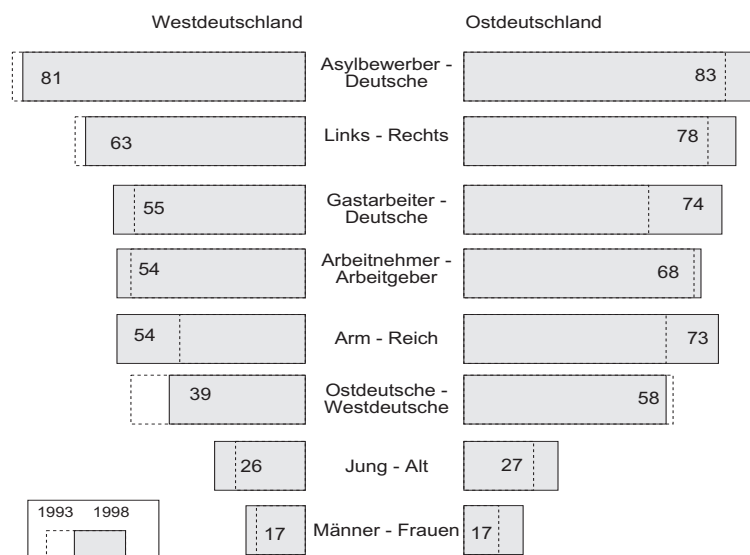 Westdeutschland Ostdeutschland
81 Asylbewerber - 83
Deutsche
63 Links - Rechts 78
55 Gastarbeiter - 74
Deutsche
54 Arbeitnehmer - 68
Arbeitgeber
54 Arm - Reich 73
39 Ostdeutsche - 58
Westdeutsche
26 Jung - Alt 27
17 Männer - Frauen 17
1993 1998